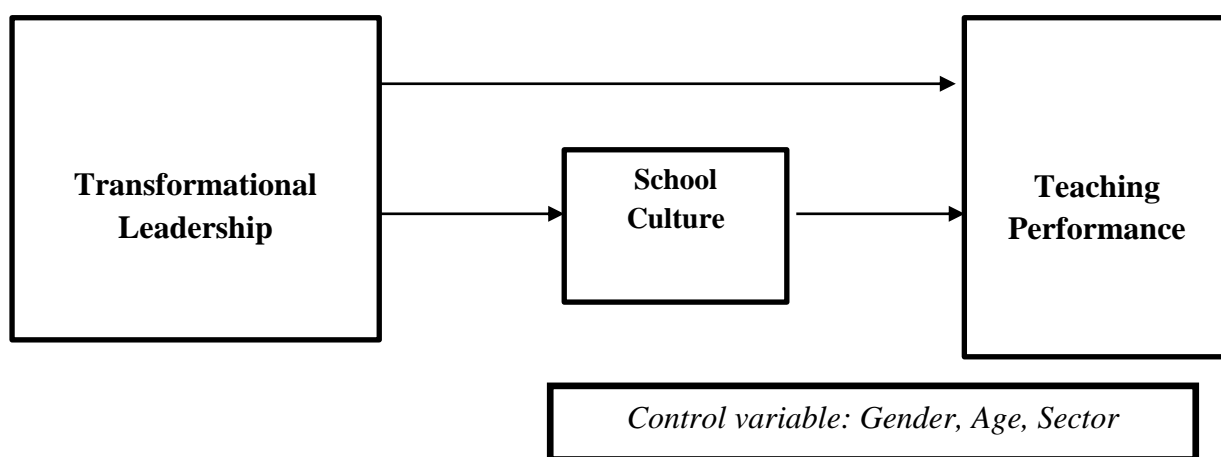 Transformational
Leadership
School
Culture
Teaching
Performance
Control variable: Gender, Age, Sector